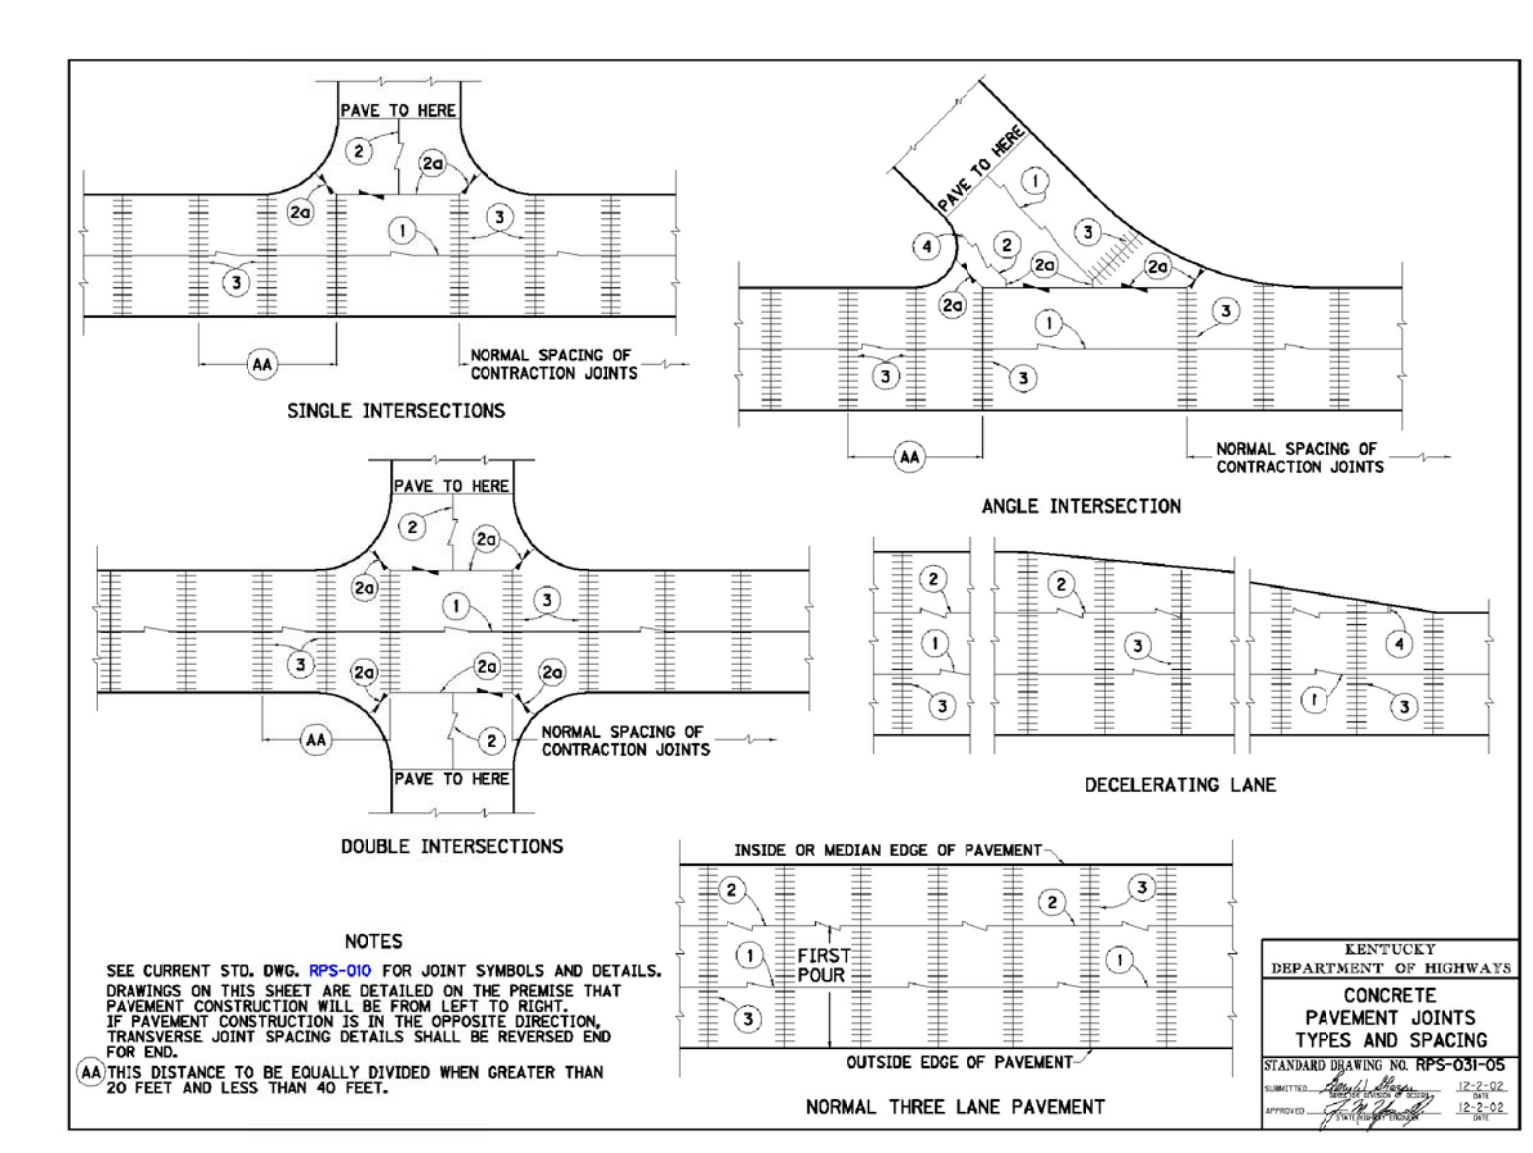 PAVE TO HERE
2
2a
2a
3
1
3
AA
NORMAL SPACING OF
CONTRACTION JOINTS
SINGLE INTERSECTIONS
PAVE TO HERE
1
3
4
2
2a
2a
2a
3
1
3
3
AA
NORMAL SPACING OF
CONTRACTION JOINTS
ANGLE INTERSECTION
PAVE TO HERE
2
2a
2a
1
3
3
2a
2a
2a
AA
2
NORMAL SPACING OF
CONTRACTION JOINTS
PAVE TO HERE
DOUBLE INTERSECTIONS
2
2
1
3
4
3
1
3
DECELERATING LANE
INSIDE OR MEDIAN EDGE OF PAVEMENT
2
2
3
1
FIRST
POUR
1
3
OUTSIDE EDGE OF PAVEMENT
NORMAL THREE LANE PAVEMENT
NOTES
SEE CURRENT STD. DWG. RPS-010 FOR JOINT SYMBOLS AND DETAILS.
DRAWINGS ON THIS SHEET ARE DETAILED ON THE PREMISE THAT
PAVEMENT CONSTRUCTION WILL BE FROM LEFT TO RIGHT.
IF PAVEMENT CONSTRUCTION IS IN THE OPPOSITE DIRECTION,
TRANSVERSE JOINT SPACING DETAILS SHALL BE REVERSED END
FOR END.
AA THIS DISTANCE TO BE EQUALLY DIVIDED WHEN GREATER THAN
20 FEET AND LESS THAN 40 FEET.
KENTUCKY
DEPARTMENT OF HIGHWAYS
CONCRETE
PAVEMENT JOINTS
TYPES AND SPACING
STANDARD DRAWING NO. RPS-031-05
SUBMITTED 12-2-02
DIRECTOR DIVISION OF DESIGN DATE
APPROVED 12-2-02
STATE HIGHWAY ENGINEER DATE